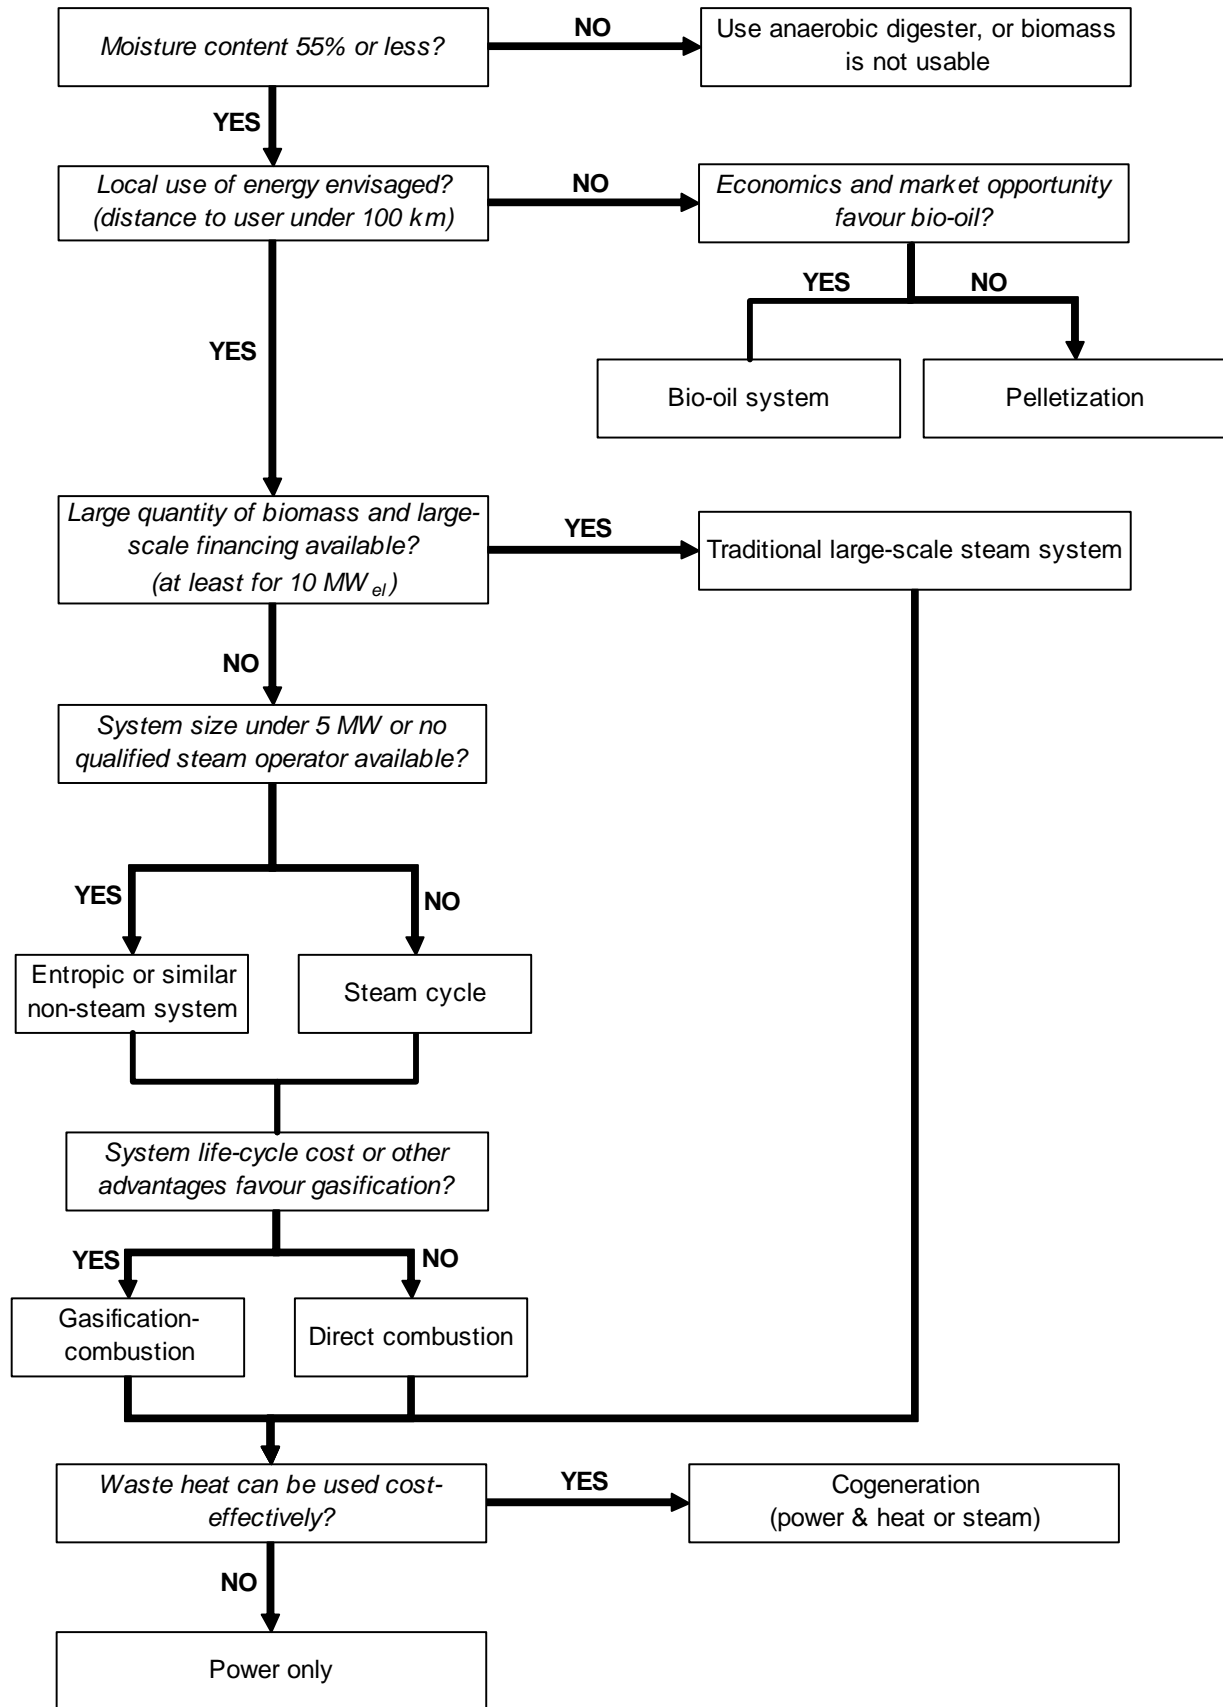 Moisture content 55% or less?
NO
Use anaerobic digester, or biomass
is not usable
YES
Local use of energy envisaged?
(distance to user under 100 km)
NO
Economics and market opportunity
favour bio-oil?
YES
NO
YES
Bio-oil system
Pelletization
Large quantity of biomass and large-
scale financing available?
(at least for 10 MW el)
YES
Traditional large-scale steam system
NO
System size under 5 MW or no
qualified steam operator available?
YES
NO
Entropic or similar
non-steam system
Steam cycle
System life-cycle cost or other
advantages favour gasification?
YES
NO
Gasification-
combustion
Direct combustion
Waste heat can be used cost-
effectively?
YES
Cogeneration
(power & heat or steam)
NO
Power only